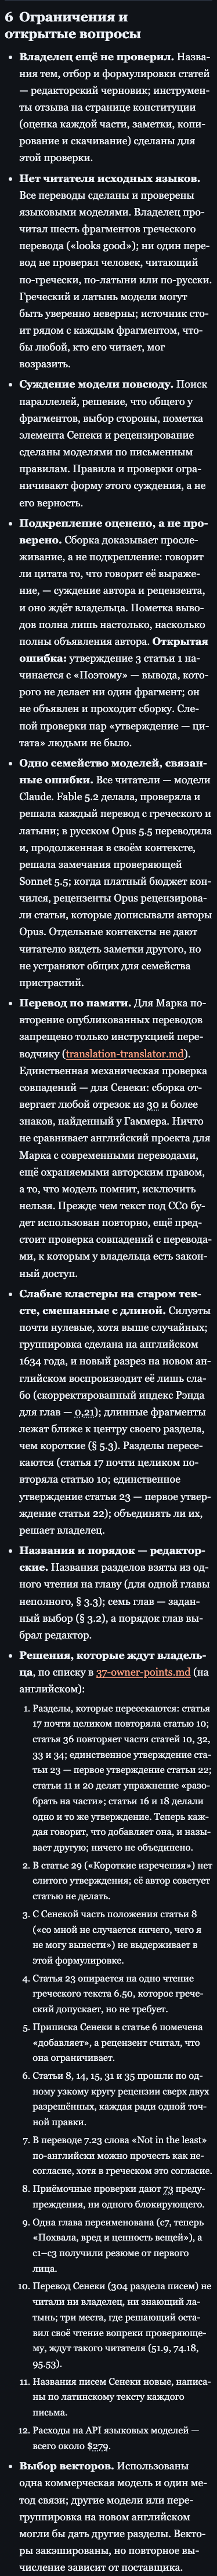 6 Ограничения и
открытые вопросы
• Владелец ещё не проверил. Назва-
ния тем, отбор и формулировки статей
— редакторский черновик; инструмен-
ты отзыва на странице конституции
(оценка каждой части, заметки, копи-
рование и скачивание) сделаны для
этой проверки.
• Нет читателя исходных языков.
Все переводы сделаны и проверены
языковыми моделями. Владелец про-
читал шесть фрагментов греческого
перевода («looks good»); ни один пере-
вод не проверял человек, читающий
по-гречески, по-латыни или по-русски.
Греческий и латынь модели могут
быть уверенно неверны; источник сто-
ит рядом с каждым фрагментом, что-
бы любой, кто его читает, мог
возразить.
• Суждение модели повсюду. Поиск
параллелей, решение, что общего у
фрагментов, выбор стороны, пометка
элемента Сенеки и рецензирование
сделаны моделями по письменным
правилам. Правила и проверки огра-
ничивают форму этого суждения, а не
его верность.
• Подкрепление оценено, а не про-
верено. Сборка доказывает просле-
живание, а не подкрепление: говорит
ли цитата то, что говорит её выраже-
ние, — суждение автора и рецензента,
и оно ждёт владельца. Пометка выво-
дов полна лишь настолько, насколько
полны объявления автора. Открытая
ошибка: утверждение 3 статьи 1 на-
чинается с «Поэтому» — вывода, кото-
рого не делает ни один фрагмент; он
не объявлен и проходит сборку. Сле-
пой проверки пар «утверждение — ци-
тата» людьми не было.
• Одно семейство моделей, связан-
ные ошибки. Все читатели — модели
Claude. Fable 5.2 делала, проверяла и
решала каждый перевод с греческого и
латыни; в русском Opus 5.5 переводила
и, продолженная в своём контексте,
решала замечания проверяющей
Sonnet 5.5; когда платный бюджет кон-
чился, рецензенты Opus рецензирова-
ли статьи, которые дописывали авторы
Opus. Отдельные контексты не дают
читателю видеть заметки другого, но
не устраняют общих для семейства
пристрастий.
• Перевод по памяти. Для Марка по-
вторение опубликованных переводов
запрещено только инструкцией пере-
водчику (translation-translator.md).
Единственная механическая проверка
совпадений — для Сенеки: сборка от-
вергает любой отрезок из 30 и более
знаков, найденный у Гаммера. Ничто
не сравнивает английский проекта для
Марка с современными переводами,
ещё охраняемыми авторским правом,
а то, что модель помнит, исключить
нельзя. Прежде чем текст под CC0 бу-
дет использован повторно, ещё пред-
стоит проверка совпадений с перевода-
ми, к которым у владельца есть закон-
ный доступ.
• Слабые кластеры на старом тек-
сте, смешанные с длиной. Силуэты
почти нулевые, хотя выше случайных;
группировка сделана на английском
1634 года, и новый разрез на новом ан-
глийском воспроизводит её лишь сла-
бо (скорректированный индекс Рэнда
для глав — 0,21); длинные фрагменты
лежат ближе к центру своего раздела,
чем короткие (§ 5.3). Разделы пересе-
каются (статья 17 почти целиком по-
вторяла статью 10; единственное
утверждение статьи 23 — первое утвер-
ждение статьи 22); объединять ли их,
решает владелец.
• Названия и порядок — редактор-
ские. Названия разделов взяты из од-
ного чтения на главу (для одной главы
неполного, § 3.3); семь глав — задан-
ный выбор (§ 3.2), а порядок глав вы-
брал редактор.
• Решения, которые ждут владель-
ца, по списку в 37-owner-points.md (на
английском):
1. Разделы, которые пересекаются: статья
17 почти целиком повторяла статью 10;
статья 36 повторяет части статей 10, 32,
33 и 34; единственное утверждение ста-
тьи 23 — первое утверждение статьи 22;
статьи 11 и 20 делят упражнение «разо-
брать на части»; статьи 16 и 18 делили
одно и то же утверждение. Теперь каж-
дая говорит, что добавляет она, и назы-
вает другую; ничего не объединено.
2. В статье 29 («Короткие изречения») нет
слитого утверждения; её автор советует
статью не делать.
3. С Сенекой часть положения статьи 8
(«со мной не случается ничего, чего я
не могу вынести») не выдерживает в
этой формулировке.
4. Статья 23 опирается на одно чтение
греческого текста 6.50, которое грече-
ский допускает, но не требует.
5. Приписка Сенеки в статье 6 помечена
«добавляет», а рецензент считал, что
она ограничивает.
6. Статьи 8, 14, 15, 31 и 35 прошли по од-
ному узкому кругу рецензии сверх двух
разрешённых, каждая ради одной точ-
ной правки.
7. В переводе 7.23 слова «Not in the least»
по-английски можно прочесть как не-
согласие, хотя в греческом это согласие.
8. Приёмочные проверки дают 73 преду-
преждения, ни одного блокирующего.
9. Одна глава переименована (c7, теперь
«Похвала, вред и ценность вещей»), а
c1–c3 получили резюме от первого
лица.
10. Перевод Сенеки (304 раздела писем) не
читали ни владелец, ни знающий ла-
тынь; три места, где решающий оста-
вил своё чтение вопреки проверяюще-
му, ждут такого читателя (51.9, 74.18,
95.53).
11. Названия писем Сенеки новые, написа-
ны по латинскому тексту каждого
письма.
12. Расходы на API языковых моделей —
всего около $279.
• Выбор векторов. Использованы
одна коммерческая модель и один ме-
тод связи; другие модели или пере-
группировка на новом английском
могли бы дать другие разделы. Векто-
ры закэшированы, но повторное вы-
числение зависит от поставщика.